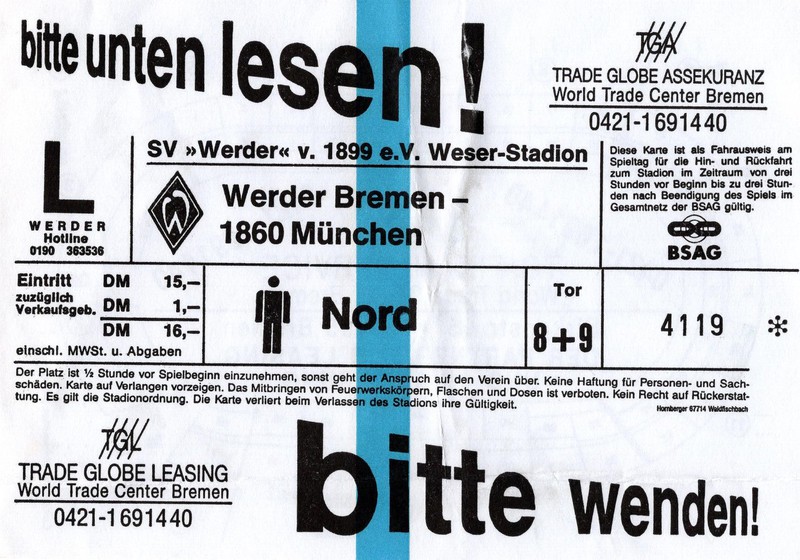 bitte unten lesen!
TGA
TRADE GLOBE ASSEKURANZ
World Trade Center Bremen
0421-1691440
SV »Werder« v. 1899 e.V. Weser-Stadion
L
WERDER
Hotline
0190 363536
Werder Bremen –
1860 München
Diese Karte ist als Fahrausweis am
Spieltag für die Hin- und Rückfahrt
zum Stadion im Zeitraum von drei
Stunden vor Beginn bis zu drei Stun-
den nach Beendigung des Spiels im
Gesamtnetz der BSAG gültig.
BSAG
Eintritt DM 15,–
zuzüglich
Verkaufsgeb. DM 1,–
DM 16,–
einschl. MWSt. u. Abgaben
Nord
Tor
8+9
4119
Der Platz ist ½ Stunde vor Spielbeginn einzunehmen, sonst geht der Anspruch auf den Verein über. Keine Haftung für Personen- und Sach-
schäden. Karte auf Verlangen vorzeigen. Das Mitbringen von Feuerwerkskörpern, Flaschen und Dosen ist verboten. Kein Recht auf Rückerstat-
tung. Es gilt die Stadionordnung. Die Karte verliert beim Verlassen des Stadions ihre Gültigkeit.
Hornberger 67714 Waldfischbach
TGL
TRADE GLOBE LEASING
World Trade Center Bremen
0421-1691440
bitte wenden!